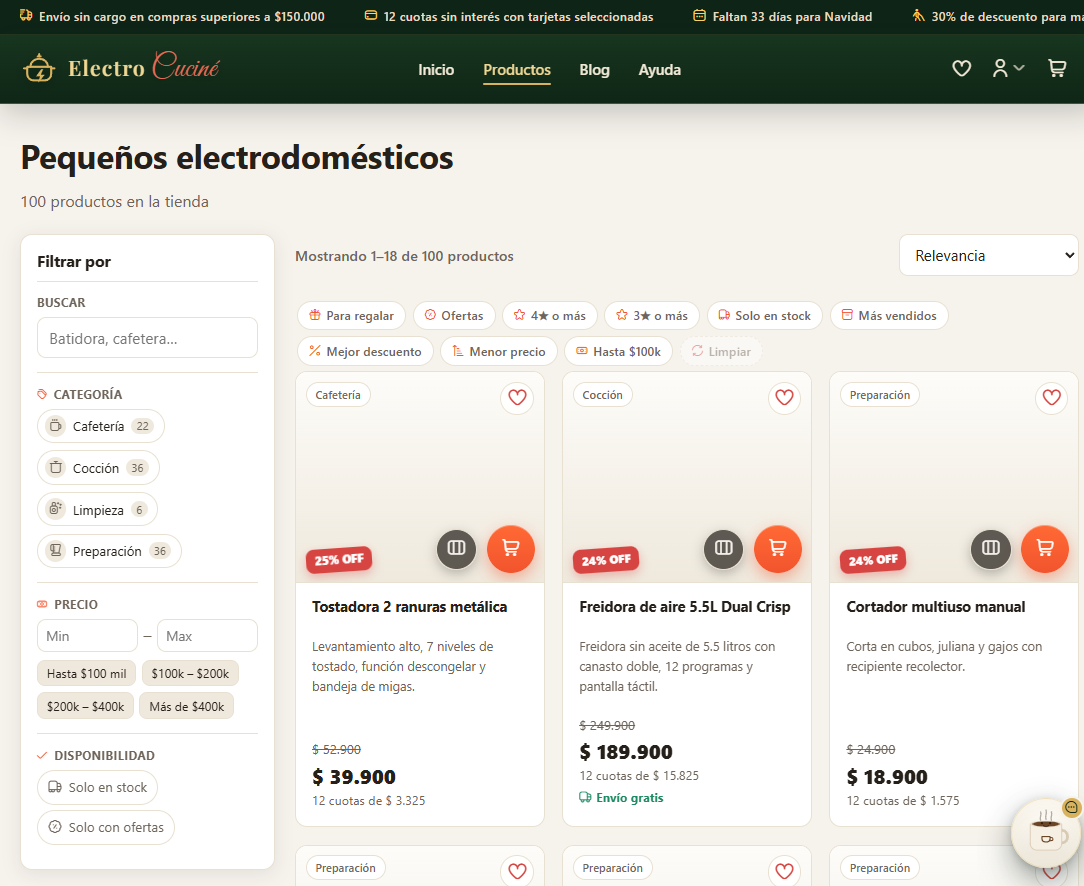 Envío sin cargo en compras superiores a $150.000
12 cuotas sin interés con tarjetas seleccionadas
Faltan 33 días para Navidad
30% de descuento para
Electro Cuciné
Inicio
Productos
Blog
Ayuda
Pequeños electrodomésticos
100 productos en la tienda
Filtrar por
BUSCAR
Batidora, cafetera...
CATEGORÍA
Cafetería 22
Cocción 36
Limpieza 6
Preparación 36
PRECIO
Min – Max
Hasta $100 mil
$100k – $200k
$200k – $400k
Más de $400k
DISPONIBILIDAD
Solo en stock
Solo con ofertas
Mostrando 1–18 de 100 productos
Relevancia
Para regalar
Ofertas
4★ o más
3★ o más
Solo en stock
Más vendidos
Mejor descuento
Menor precio
Hasta $100k
Limpiar
Cafetería
25% OFF
Tostadora 2 ranuras metálica
Levantamiento alto, 7 niveles de
tostado, función descongelar y
bandeja de migas.
$ 52.900
$ 39.900
12 cuotas de $ 3.325
Cocción
24% OFF
Freidora de aire 5.5L Dual Crisp
Freidora sin aceite de 5.5 litros con
canasto doble, 12 programas y
pantalla táctil.
$ 249.900
$ 189.900
12 cuotas de $ 15.825
Envío gratis
Preparación
24% OFF
Cortador multiuso manual
Corta en cubos, juliana y gajos con
recipiente recolector.
$ 24.900
$ 18.900
12 cuotas de $ 1.575
Preparación
Preparación
Preparación